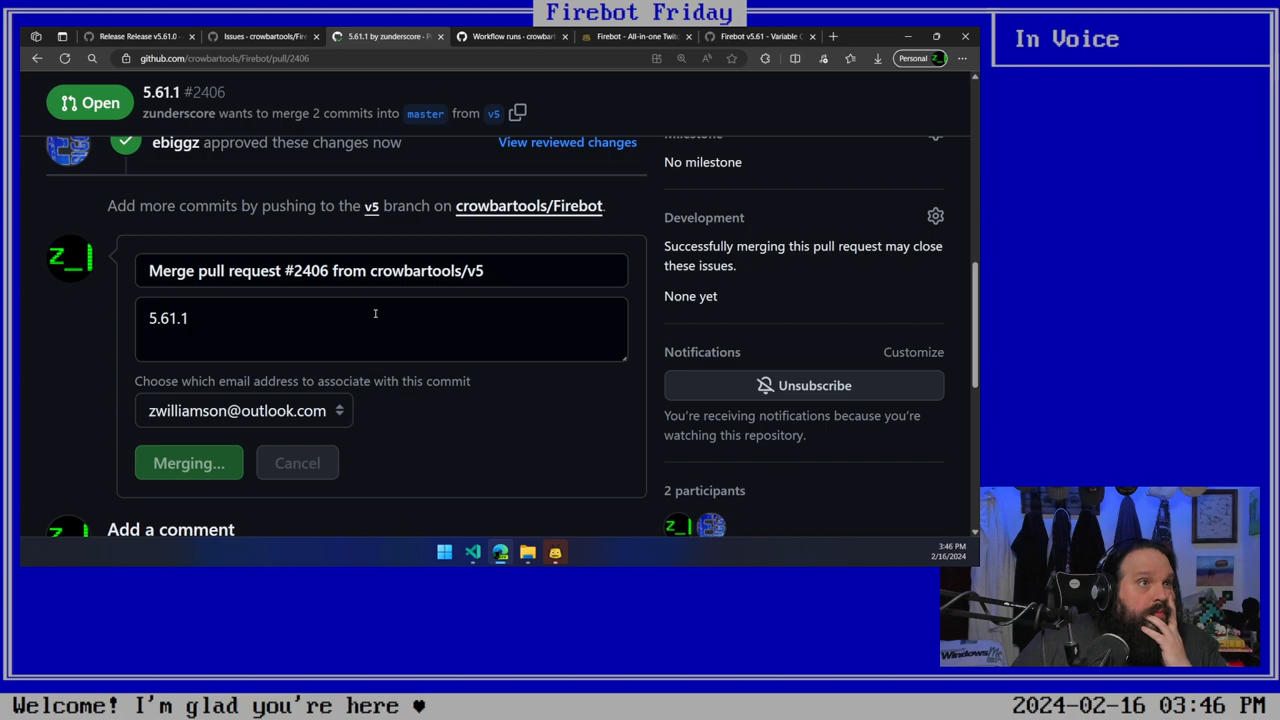 Firebot Friday
In Voice
Release Release v5.61.0 -
Issues · crowbartools/Fire
5.61.1 by zunderscore · P
Workflow runs · crowbart
Firebot - All-in-one Twitc
Firebot v5.61 - Variable C
github.com/crowbartools/Firebot/pull/2406
Personal
Open
5.61.1 #2406
zunderscore wants to merge 2 commits into master from v5
ebiggz approved these changes now
View reviewed changes
Add more commits by pushing to the v5 branch on crowbartools/Firebot.
Merge pull request #2406 from crowbartools/v5
5.61.1
Choose which email address to associate with this commit
zwilliamson@outlook.com
Merging...
Cancel
Add a comment
Milestone
No milestone
Development
Successfully merging this pull request may close
these issues.
None yet
Notifications
Customize
Unsubscribe
You're receiving notifications because you're
watching this repository.
2 participants
3:46 PM
2/16/2024
Windows Me
Welcome! I'm glad you're here ♥
2024-02-16 03:46 PM